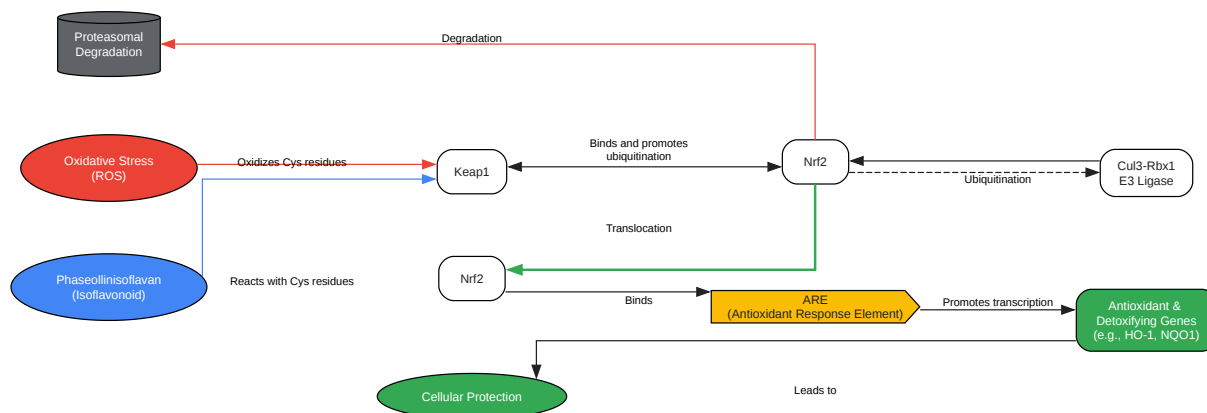 Proteasomal
Degradation
Degradation
Oxidative Stress
(ROS)
Oxidizes Cys residues
Keap1
Binds and promotes
ubiquitination
Nrf2
Cul3-Rbx1
E3 Ligase
Ubiquitination
Translocation
Phaseollinisoflavan
(Isoflavonoid)
Reacts with Cys residues
Nrf2
Binds
ARE
(Antioxidant Response Element)
Promotes transcription
Antioxidant &
Detoxifying Genes
(e.g., HO-1, NQO1)
Cellular Protection
Leads to